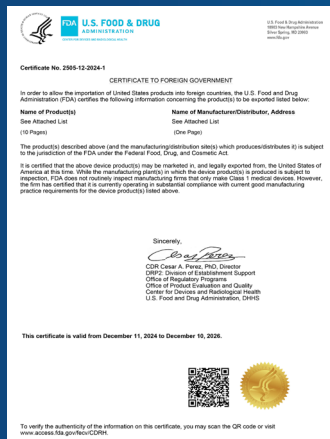 FDA U.S. FOOD & DRUG
ADMINISTRATION
CENTER FOR DEVICES AND RADIOLOGICAL HEALTH
U.S. Food & Drug Administration
10903 New Hampshire Avenue
Silver Spring, MD 20993
www.fda.gov
Certificate No. 2505-12-2024-1
CERTIFICATE TO FOREIGN GOVERNMENT
In order to allow the importation of United States products into foreign countries, the U.S. Food and Drug
Administration (FDA) certifies the following information concerning the product(s) to be exported listed below:
Name of Product(s)
Name of Manufacturer/Distributor, Address
See Attached List
See Attached List
(10 Pages)
(One Page)
The product(s) described above (and the manufacturing/distribution site(s) which produces/distributes it) is subject
to the jurisdiction of the FDA under the Federal Food, Drug, and Cosmetic Act.
It is certified that the above device product(s) may be marketed in, and legally exported from, the United States of
America at this time. While the manufacturing plant(s) in which the device product(s) is produced is subject to
inspection, FDA does not routinely inspect manufacturing firms that only make Class 1 medical devices. However,
the firm has certified that it is currently operating in substantial compliance with current good manufacturing
practice requirements for the device product(s) listed above.
Sincerely,
Cesar Perez
CDR Cesar A. Perez, PhD, Director
DRP2: Division of Establishment Support
Office of Regulatory Programs
Office of Product Evaluation and Quality
Center for Devices and Radiological Health
U.S. Food and Drug Administration, DHHS
This certificate is valid from December 11, 2024 to December 10, 2026.
To verify the authenticity of the information on this certificate, you may scan the QR code or visit
www.access.fda.gov/fecv/CDRH.